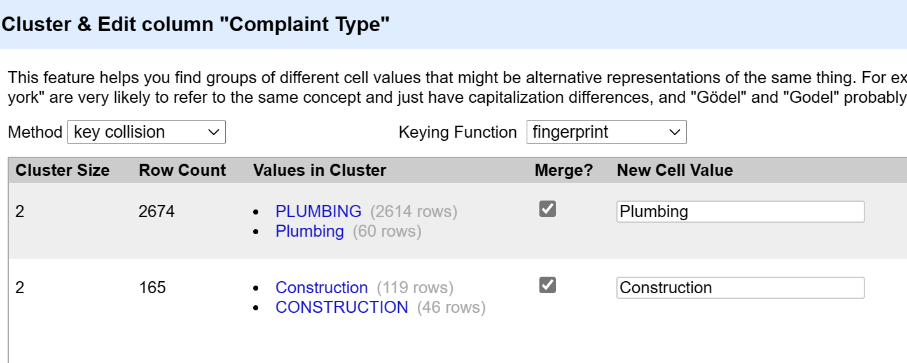 Cluster & Edit column "Complaint Type"
This feature helps you find groups of different cell values that might be alternative representations of the same thing. For ex
york" are very likely to refer to the same concept and just have capitalization differences, and "Gödel" and "Godel" probably
Method key collision Keying Function fingerprint
Cluster Size Row Count Values in Cluster Merge? New Cell Value
2 2674 • PLUMBING (2614 rows) Plumbing
• Plumbing (60 rows)
2 165 • Construction (119 rows) Construction
• CONSTRUCTION (46 rows)